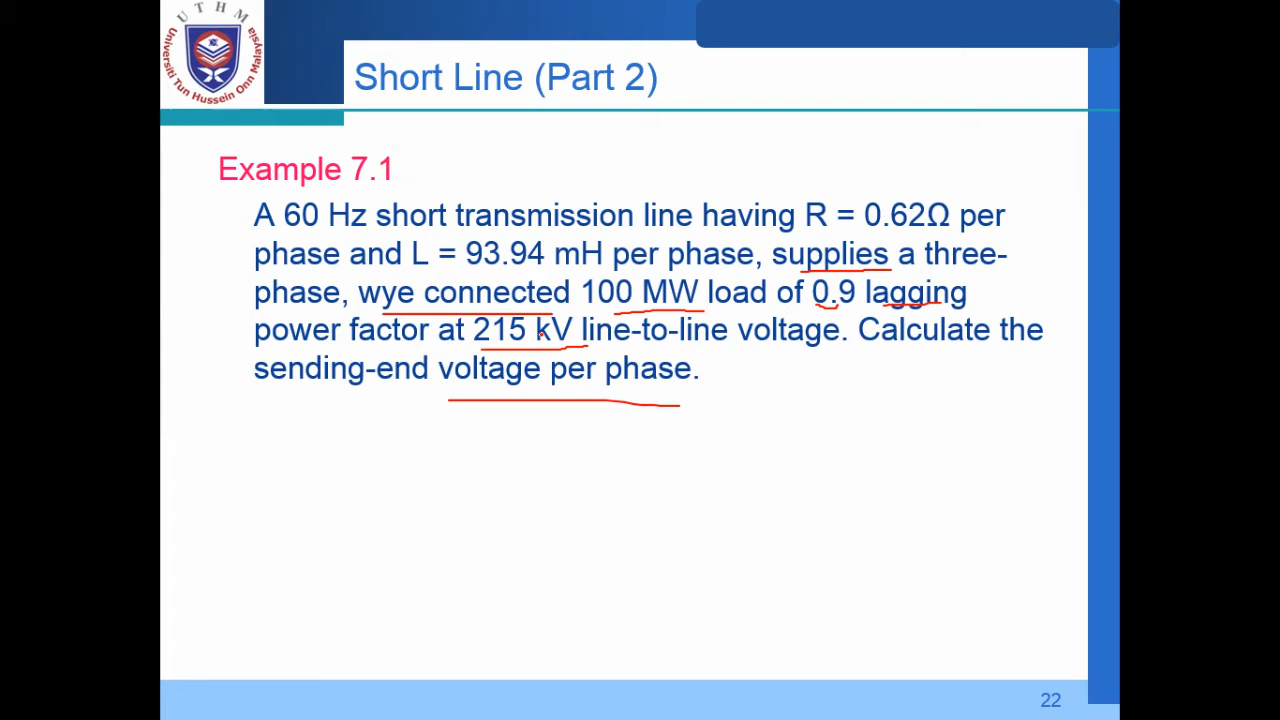 UTHM
Universiti Tun Hussein Onn Malaysia
Short Line (Part 2)
Example 7.1
A 60 Hz short transmission line having R = 0.62Ω per
phase and L = 93.94 mH per phase, supplies a three-
phase, wye connected 100 MW load of 0.9 lagging
power factor at 215 kV line-to-line voltage. Calculate the
sending-end voltage per phase.
22